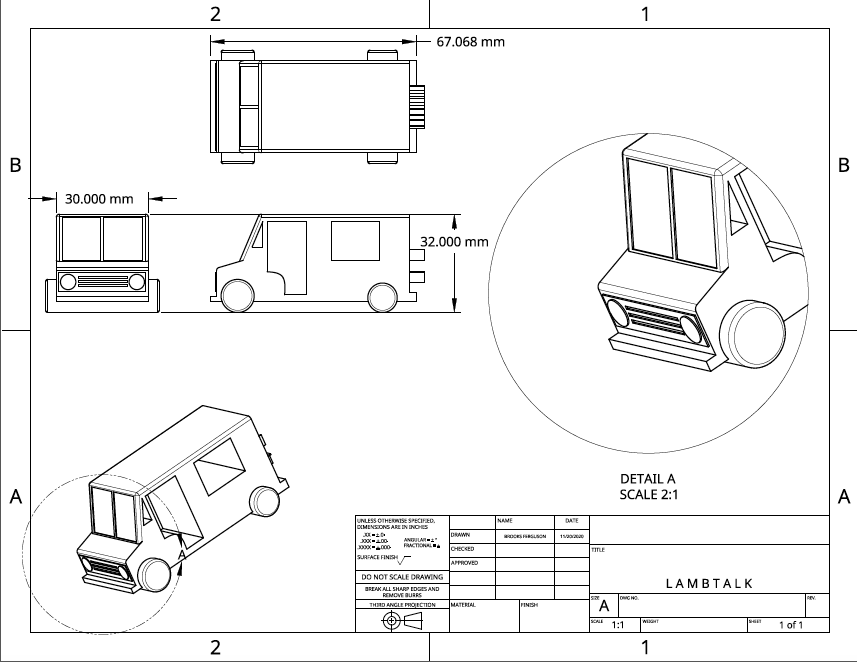 2
1
67.068 mm
B
B
30.000 mm
32.000 mm
DETAIL A
SCALE 2:1
A
A
A
UNLESS OTHERWISE SPECIFIED,
DIMENSIONS ARE IN INCHES
.XX = ±.0-
.XXX = ±.00-
.XXXX = ±.000-
ANGULAR = ± °
FRACTIONAL = ±
SURFACE FINISH
DO NOT SCALE DRAWING
BREAK ALL SHARP EDGES AND
REMOVE BURRS
THIRD ANGLE PROJECTION
NAME
DATE
DRAWN
BROOKS FERGUSON
11/20/2020
CHECKED
APPROVED
MATERIAL
FINISH
TITLE
LAMBTALK
SIZE
A
DWG NO.
REV.
SCALE
1:1
WEIGHT
SHEET
1 of 1
2
1